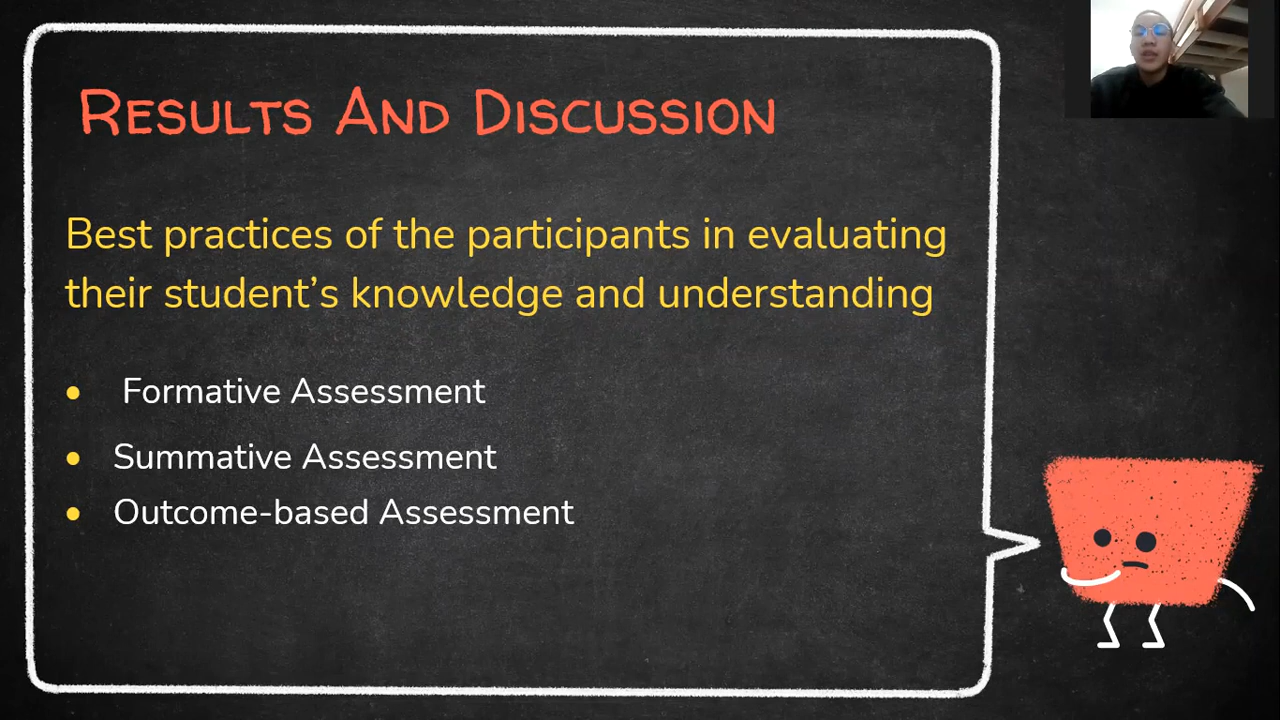 Results And Discussion
Best practices of the participants in evaluating
their student’s knowledge and understanding
• Formative Assessment
• Summative Assessment
• Outcome-based Assessment